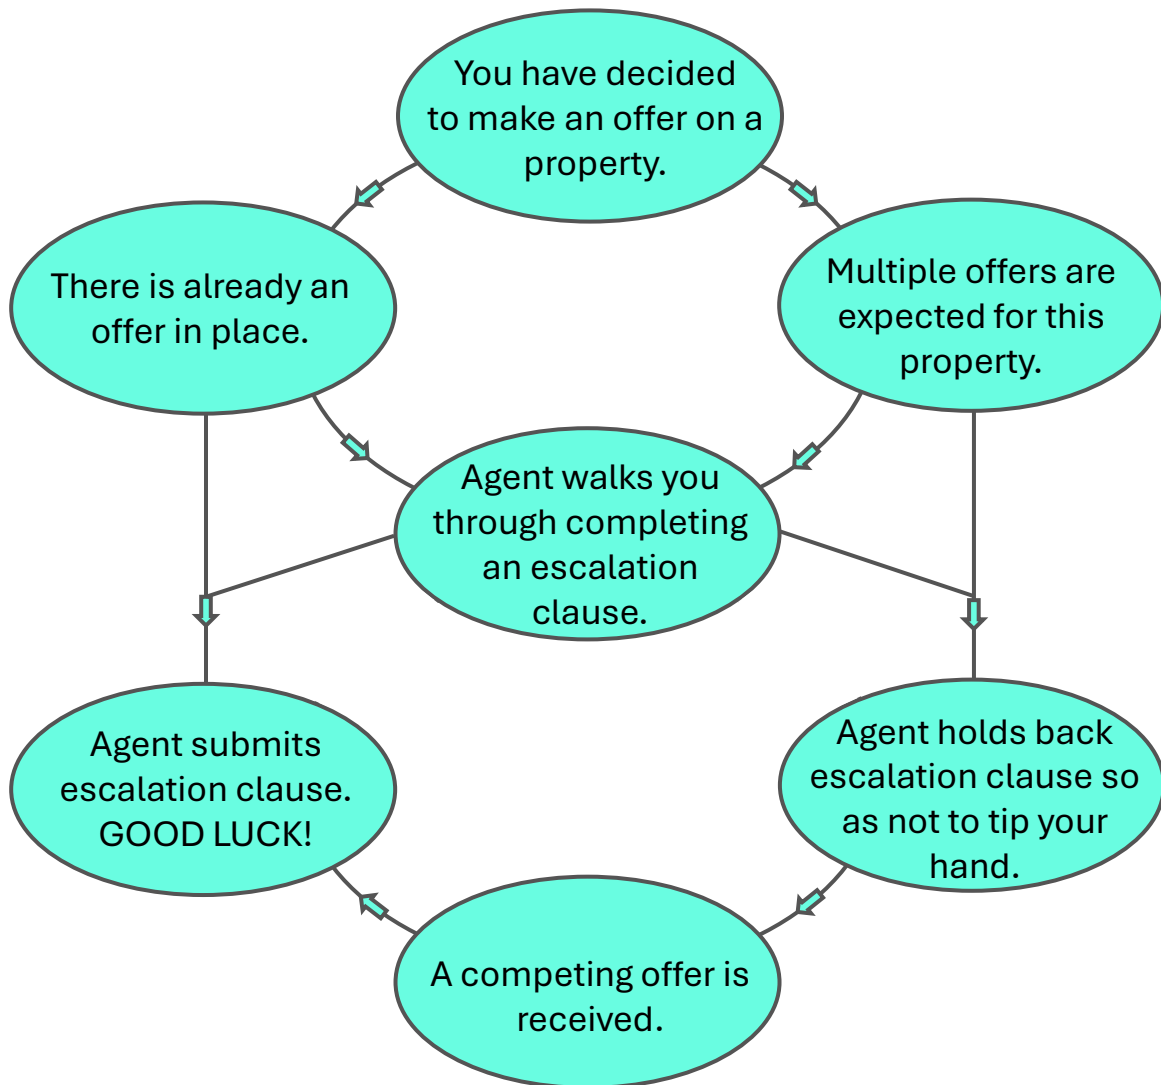 You have decided
to make an offer on a
property.
There is already an
offer in place.
Multiple offers are
expected for this
property.
Agent walks you
through completing
an escalation
clause.
Agent submits
escalation clause.
GOOD LUCK!
Agent holds back
escalation clause so
as not to tip your
hand.
A competing offer is
received.